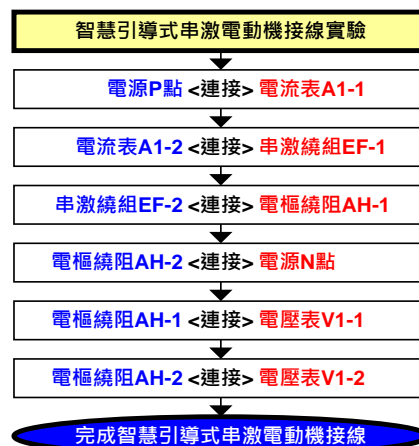 智慧引導式串激電動機接線實驗
電源P點 <連接> 電流表A1-1
電流表A1-2 <連接> 串激繞組EF-1
串激繞組EF-2 <連接> 電樞繞阻AH-1
電樞繞阻AH-2 <連接> 電源N點
電樞繞阻AH-1 <連接> 電壓表V1-1
電樞繞阻AH-2 <連接> 電壓表V1-2
完成智慧引導式串激電動機接線